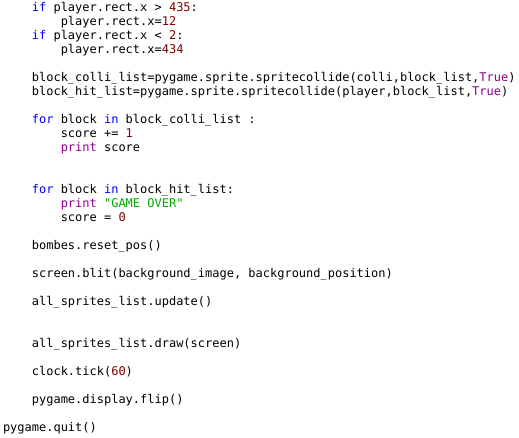 if player.rect.x > 435:
        player.rect.x=12
    if player.rect.x < 2:
        player.rect.x=434

    block_colli_list=pygame.sprite.spritecollide(colli,block_list,True)
    block_hit_list=pygame.sprite.spritecollide(player,block_list,True)

    for block in block_colli_list :
        score += 1
        print score


    for block in block_hit_list:
        print "GAME OVER"
        score = 0

    bombes.reset_pos()

    screen.blit(background_image, background_position)

    all_sprites_list.update()


    all_sprites_list.draw(screen)

    clock.tick(60)

    pygame.display.flip()

pygame.quit()